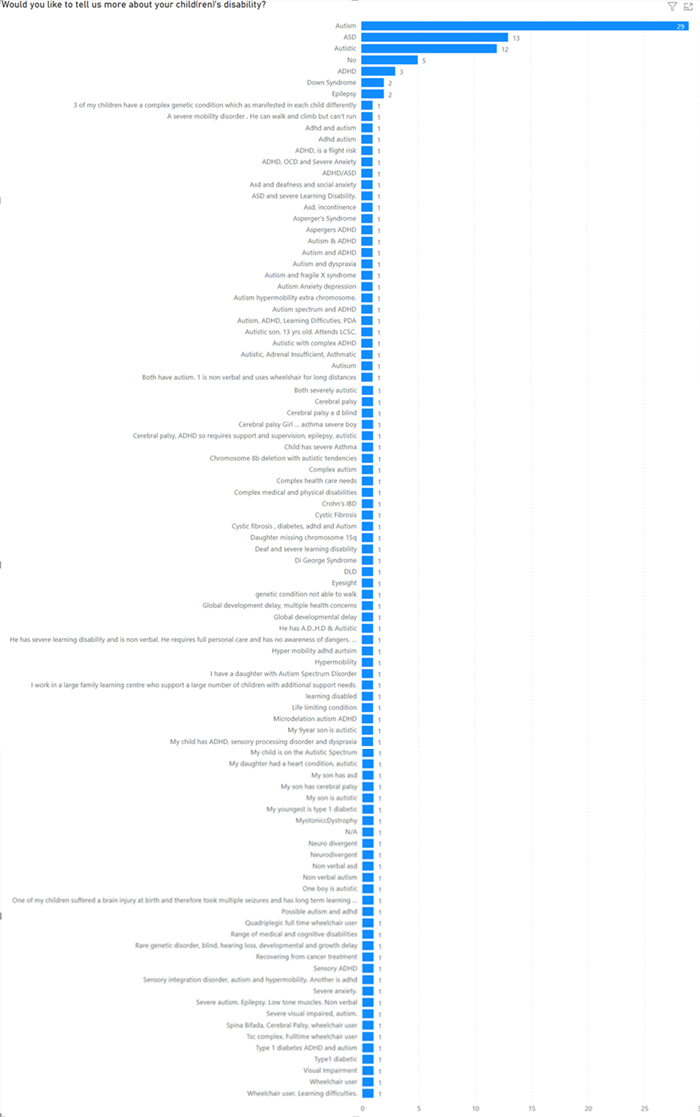 Would you like to tell us more about your child(ren)'s disability?
Autism 29
ASD 13
Autistic 12
No 5
ADHD 3
Down Syndrome 2
Epilepsy 2
3 of my children have a complex genetic condition which as manifested in each child differently 1
A severe mobility disorder . He can walk and climb but can't run 1
Adhd and autism 1
Adhd autism 1
ADHD, is a flight risk 1
ADHD, OCD and Severe Anxiety 1
ADHD/ASD 1
Asd and deafness and social anxiety 1
ASD and severe Learning Disability. 1
Asd, incontinence 1
Asperger's Syndrome 1
Aspergers ADHD 1
Autism & ADHD 1
Autism and ADHD 1
Autism and dyspraxia 1
Autism and fragile X syndrome 1
Autism Anxiety depression 1
Autism hypermobility extra chromosome. 1
Autism spectrum and ADHD 1
Autism, ADHD, Learning Difficuties, PDA 1
Autistic son. 13 yrs old. Attends LCSC. 1
Autistic with complex ADHD 1
Autistic, Adrenal Insufficient, Asthmatic 1
Autisum 1
Both have autism. 1 is non verbal and uses wheelshair for long distances 1
Both severely autistic 1
Cerebral palsy 1
Cerebral palsy a d blind 1
Cerebral palsy Girl ... asthma severe boy 1
Cerebral palsy, ADHD so requires support and supervision, epilepsy, autistic 1
Child has severe Asthma 1
Chromosome 8b deletion with autistic tendencies 1
Complex autism 1
Complex health care needs 1
Complex medical and physical disabilities 1
Crohn's IBD 1
Cystic Fibrosis 1
Cystic fibrosis , diabetes, adhd and Autism 1
Daughter missing chromosome 15q 1
Deaf and severe learning disability 1
Di George Syndrome 1
DLD 1
Eyesight 1
genetic condition not able to walk 1
Global development delay, multiple health concerns 1
Global developmental delay 1
He has A.D..H.D & Autistic 1
He has severe learning disability and is non verbal. He requires full personal care and has no awareness of dangers. ... 1
Hyper mobility adhd aurtsim 1
Hypermobility 1
I have a daughter with Autism Spectrum Disorder 1
I work in a large family learning centre who support a large number of children with additional support needs. 1
learning disabled 1
Life limiting condition 1
Microdelation autism ADHD 1
My 9year son is autistic 1
My child has ADHD, sensory processing disorder and dyspraxia 1
My child is on the Autistic Spectrum 1
My daughter had a heart condition, autistic 1
My son has asd 1
My son has cerebral palsy 1
My son is autistic 1
My youngest is type 1 diabetic 1
MyotonicDystrophy 1
N/A 1
Neuro divergent 1
Neurodivergent 1
Non verbal asd 1
Non verbal autism 1
One boy is autistic 1
One of my children suffered a brain injury at birth and therefore took multiple seizures and has long term learning ... 1
Possible autism and adhd 1
Quadriplegic full time wheelchair user 1
Range of medical and cognitive disabilities 1
Rare genetic disorder, blind, hearing loss, developmental and growth delay 1
Recovering from cancer treatment 1
Sensory ADHD 1
Sensory integration disorder, autism and hypermobility. Another is adhd 1
Severe anxiety. 1
Severe autism. Epilepsy. Low tone muscles. Non verbal 1
Severe visual impaired, autism. 1
Spina Bifada, Cerebral Palsy, wheelchair user 1
Tsc complex. Fulltime wheelchair user 1
Type 1 diabetes ADHD and autism 1
Type1 diabetic 1
Visual Impairment 1
Wheelchair user 1
Wheelchair user. Learning difficulties. 1
0 5 10 15 20 25